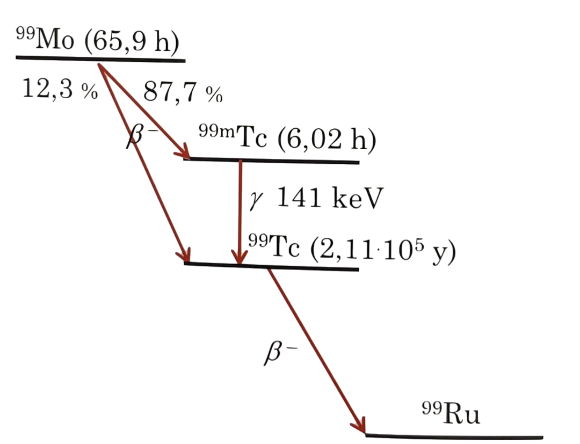 ⁹⁹Mo (65,9 h)
12,3 %
87,7 %
β⁻
⁹⁹ᵐTc (6,02 h)
γ 141 keV
⁹⁹Tc (2,11·10⁵ y)
β⁻
⁹⁹Ru